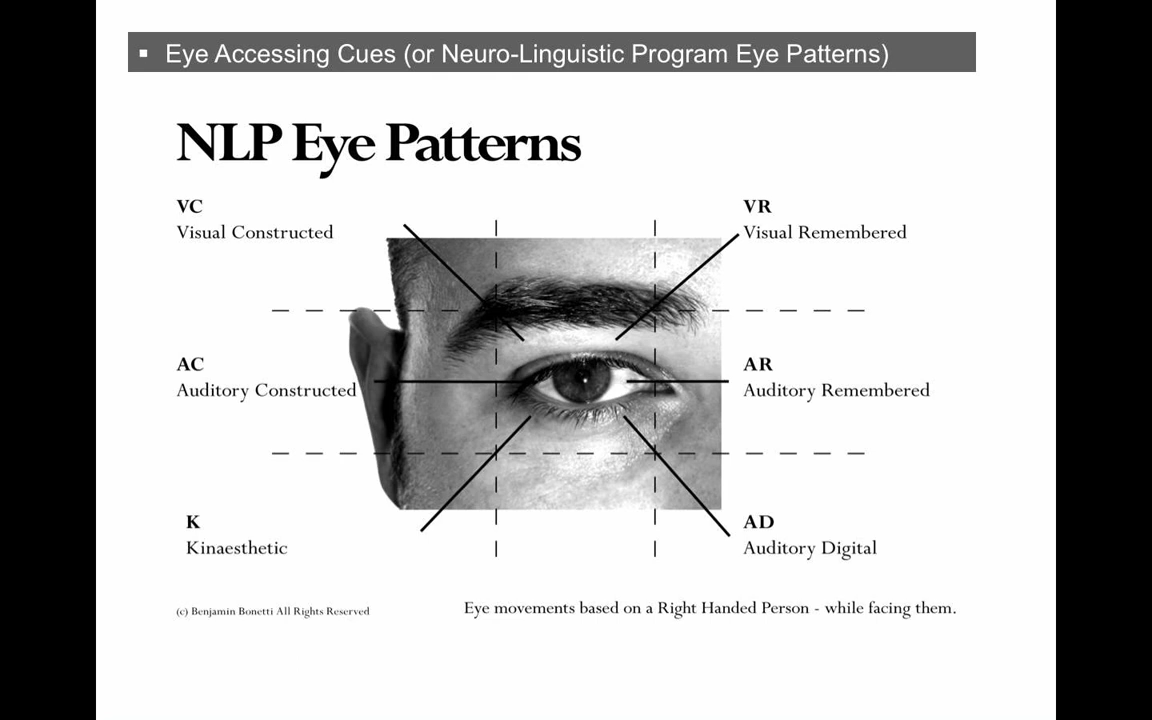 ▪ Eye Accessing Cues (or Neuro-Linguistic Program Eye Patterns)
NLP Eye Patterns
VC
Visual Constructed
VR
Visual Remembered
AC
Auditory Constructed
AR
Auditory Remembered
K
Kinaesthetic
AD
Auditory Digital
(c) Benjamin Bonetti All Rights Reserved
Eye movements based on a Right Handed Person - while facing them.